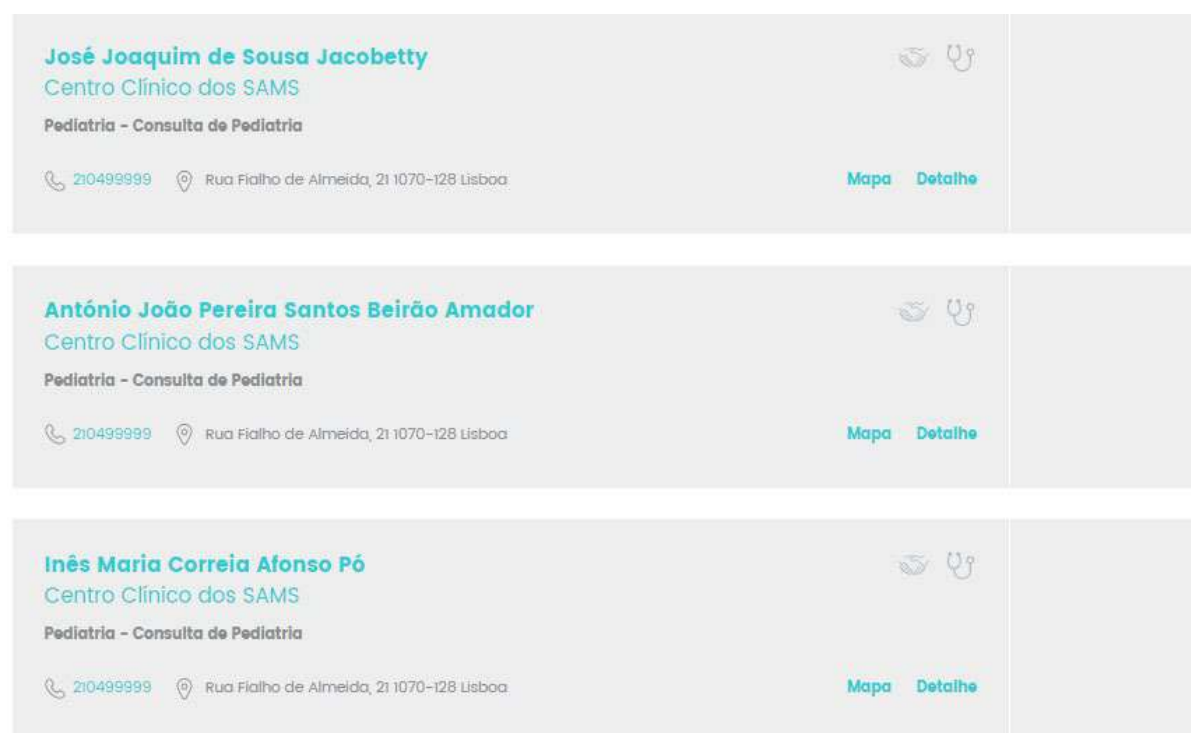 José Joaquim de Sousa Jacobetty
Centro Clínico dos SAMS
Pediatria - Consulta de Pediatria
210499999 Rua Fialho de Almeida, 21 1070-128 Lisboa Mapa Detalhe
António João Pereira Santos Beirão Amador
Centro Clínico dos SAMS
Pediatria - Consulta de Pediatria
210499999 Rua Fialho de Almeida, 21 1070-128 Lisboa Mapa Detalhe
Inês Maria Correia Afonso Pó
Centro Clínico dos SAMS
Pediatria - Consulta de Pediatria
210499999 Rua Fialho de Almeida, 21 1070-128 Lisboa Mapa Detalhe